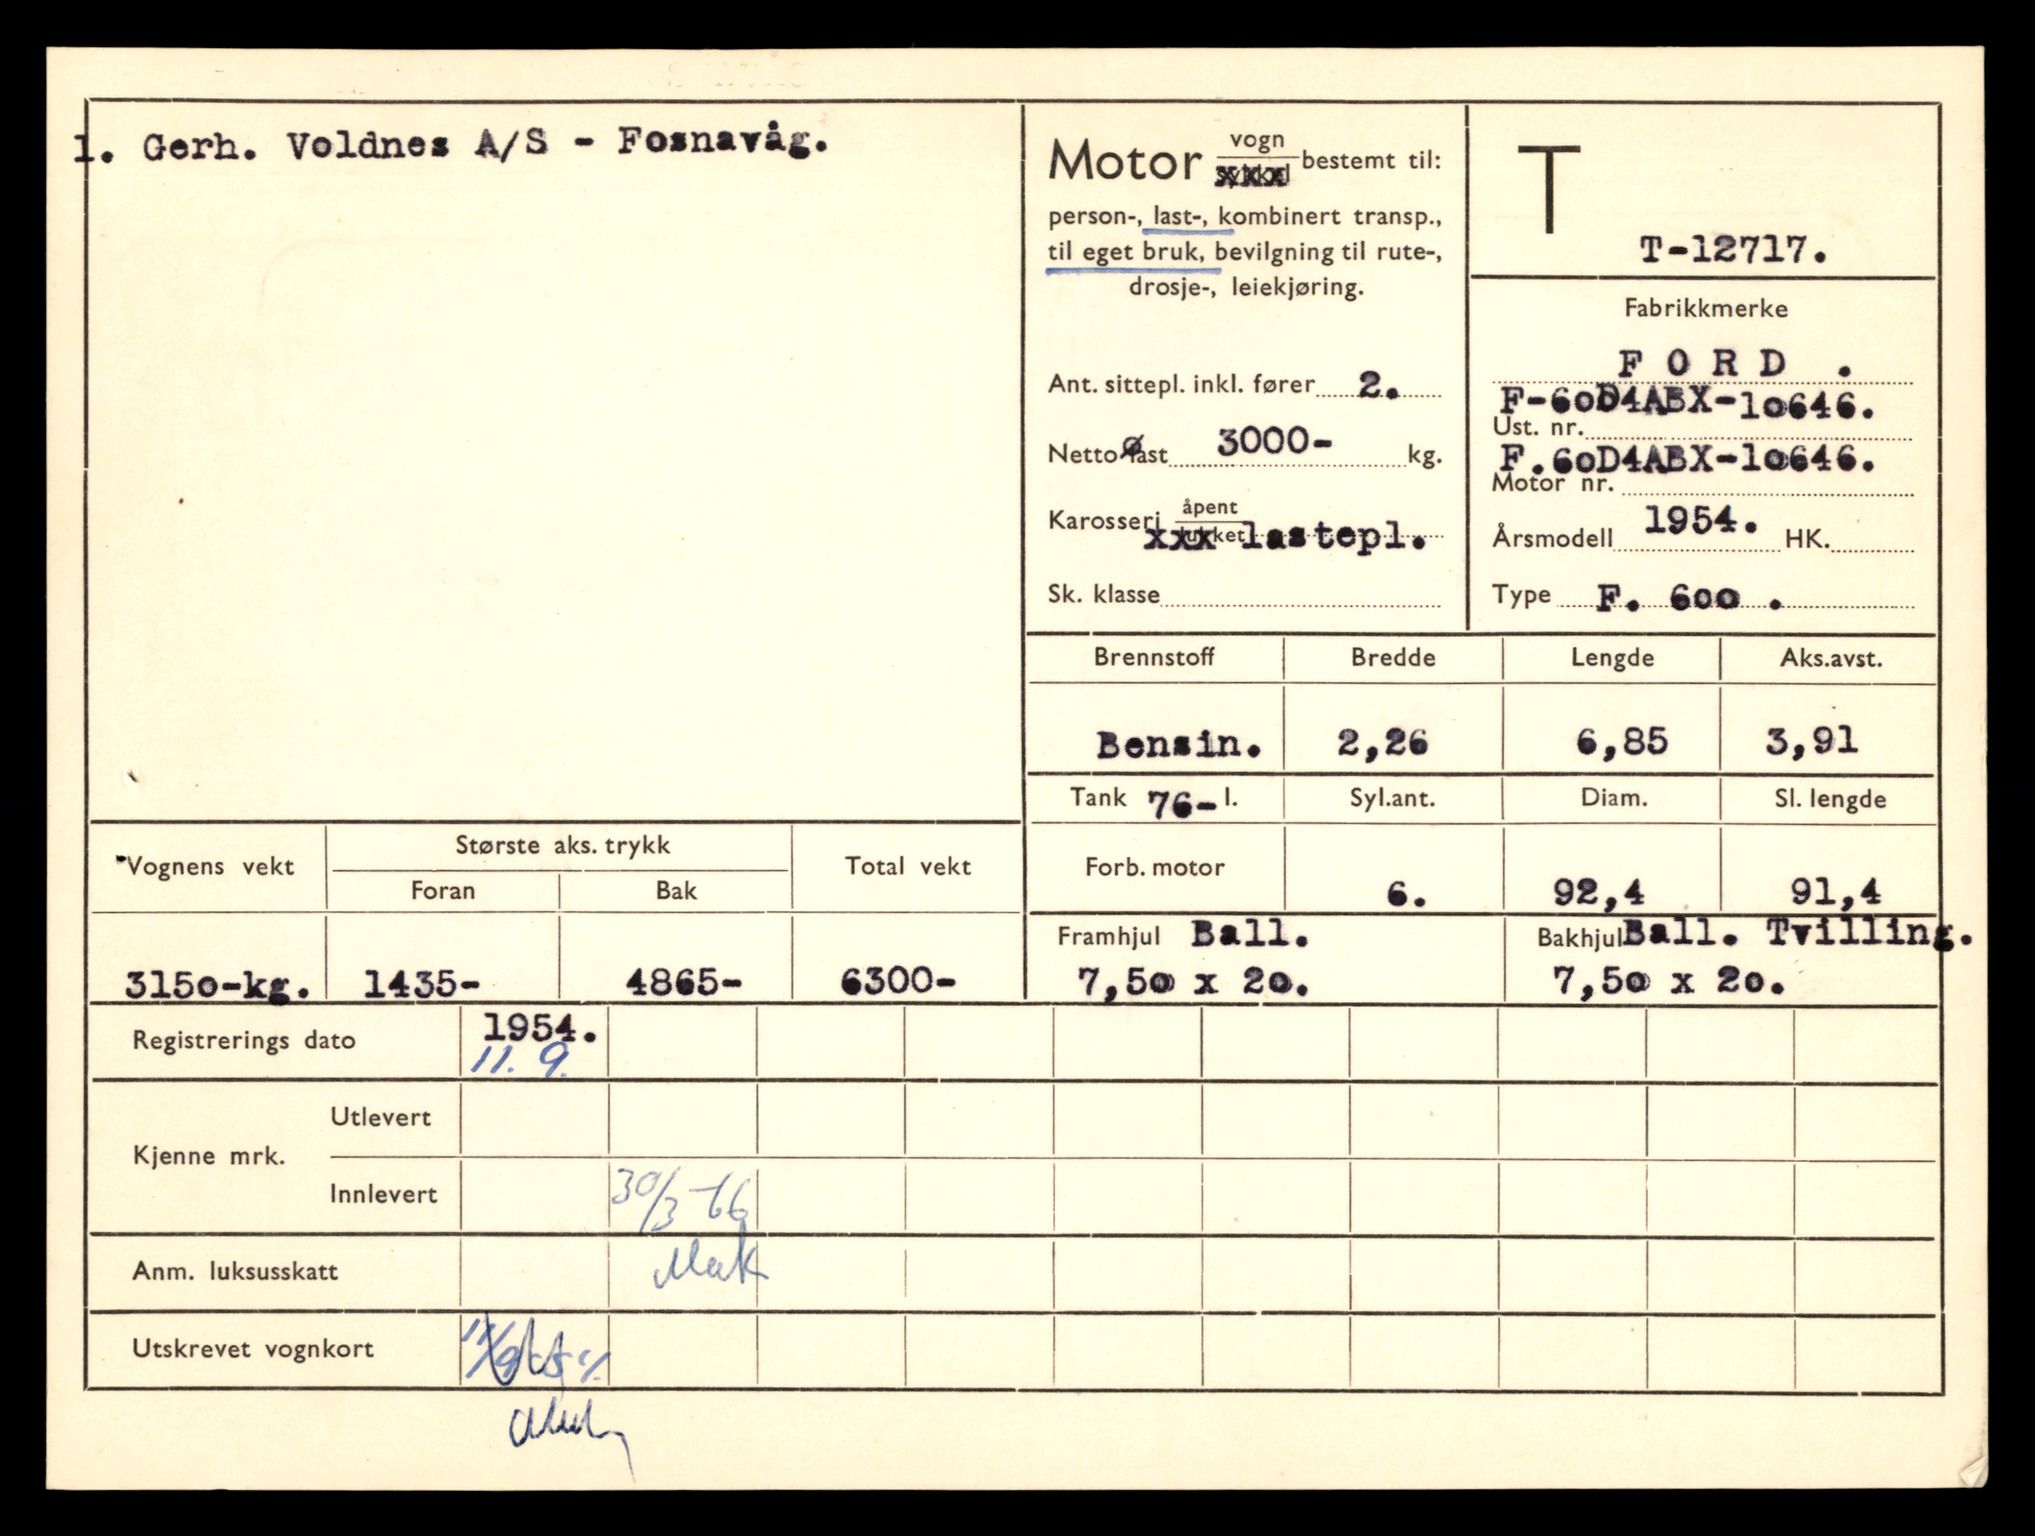 1. Gerh. Voldnes A/S - Fosnavåg.
Motor vogn bestemt til:
person-, last-, kombinert transp.,
til eget bruk, bevilgning til rute-,
drosje-, leiekjøring.
Ant. sittepl. inkl. fører 2.
Netto last 3000- kg.
Karosseri åpent
xxx lastepl.
Sk. klasse
T
T-12717.
Fabrikkmerke
F O R D .
F-60D4ABX-10646.
Ust. nr.
F.60D4ABX-10646.
Motor nr.
Årsmodell 1954. HK.
Type F. 600 .
Brennstoff Bredde Lengde Aks.avst.
Bensin. 2,26 6,85 3,91
Tank 76- l. Syl.ant. Diam. Sl. lengde
Forb. motor 6. 92,4 91,4
Framhjul Ball. Bakhjul Ball. Tvilling.
7,50 x 20. 7,50 x 20.
Vognens vekt Største aks. trykk Total vekt
Foran Bak
3150-kg. 1435- 4865- 6300-
Registrerings dato 1954.
11. 9.
Kjenne mrk. Utlevert
Innlevert 30/3-66
Anm. luksusskatt
Utskrevet vognkort